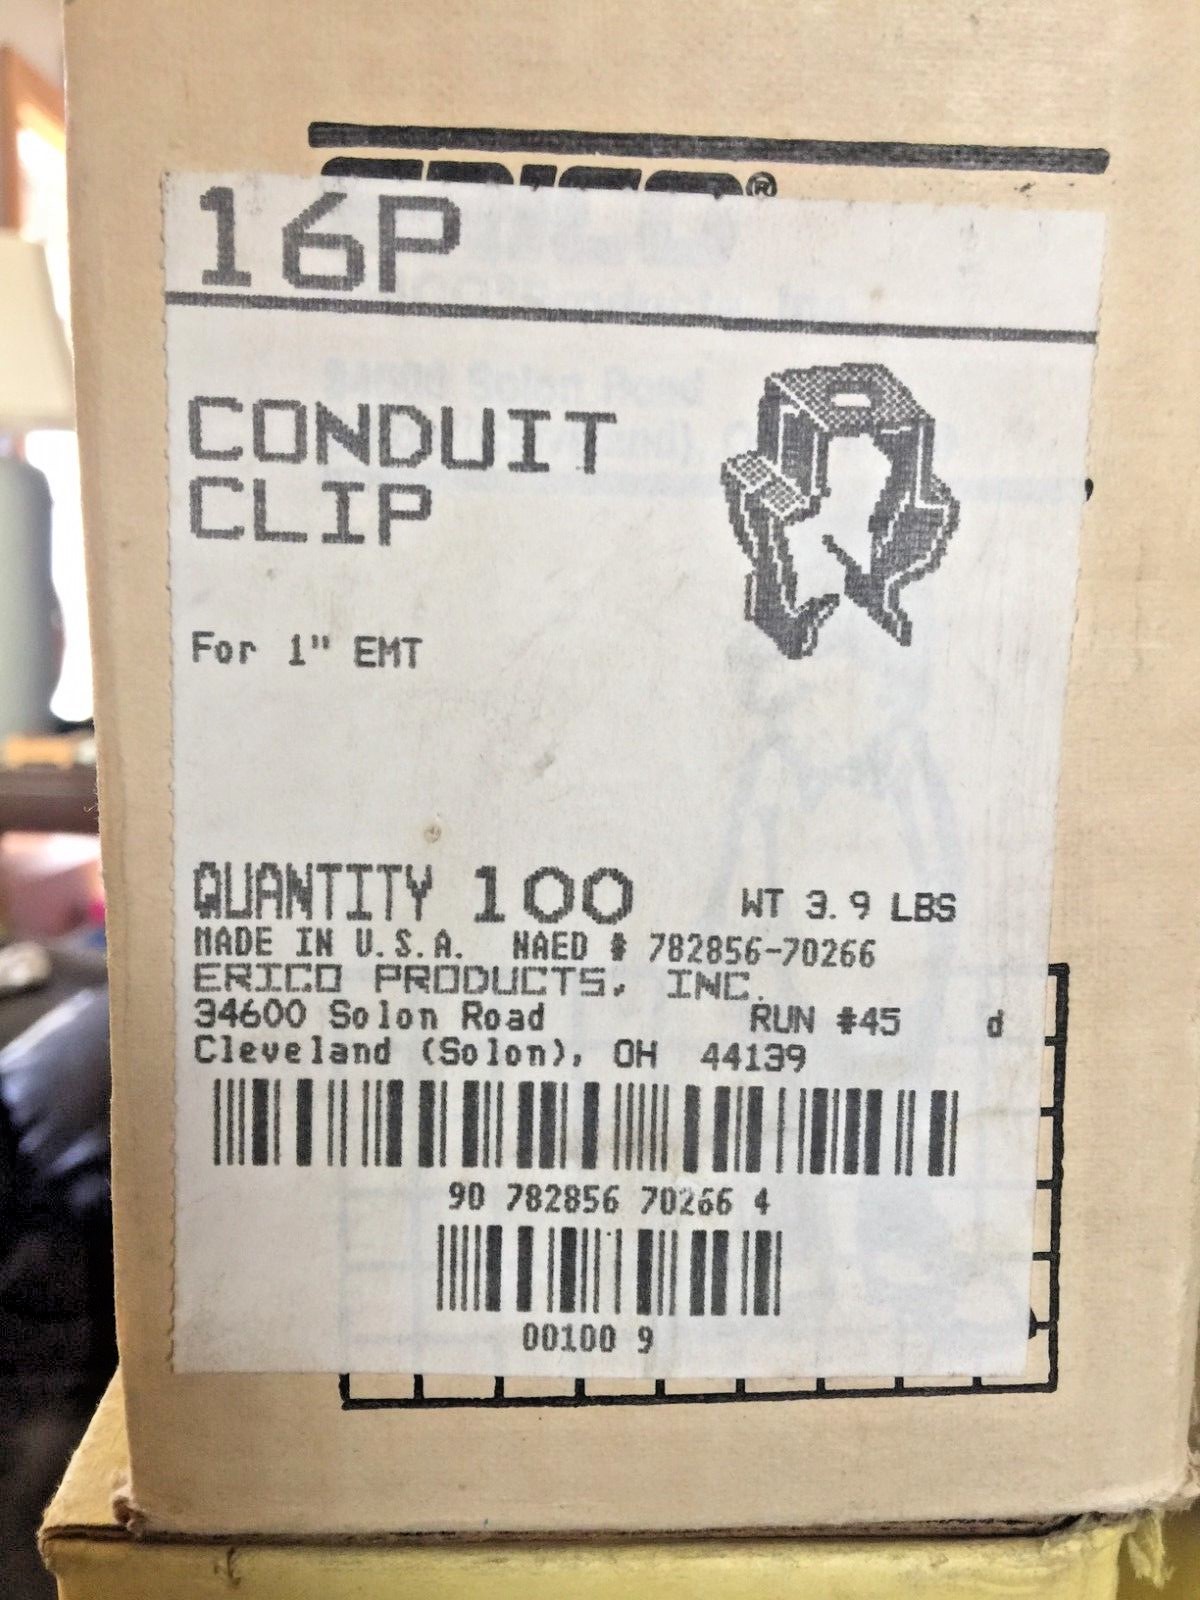 16P
CONDUIT
CLIP
For 1" EMT
QUANTITY 100 WT 3.9 LBS
MADE IN U.S.A. NAED # 782856-70266
ERICO PRODUCTS, INC.
34600 Solon Road RUN #45 d
Cleveland (Solon), OH 44139
90 782856 70266 4
00100 9